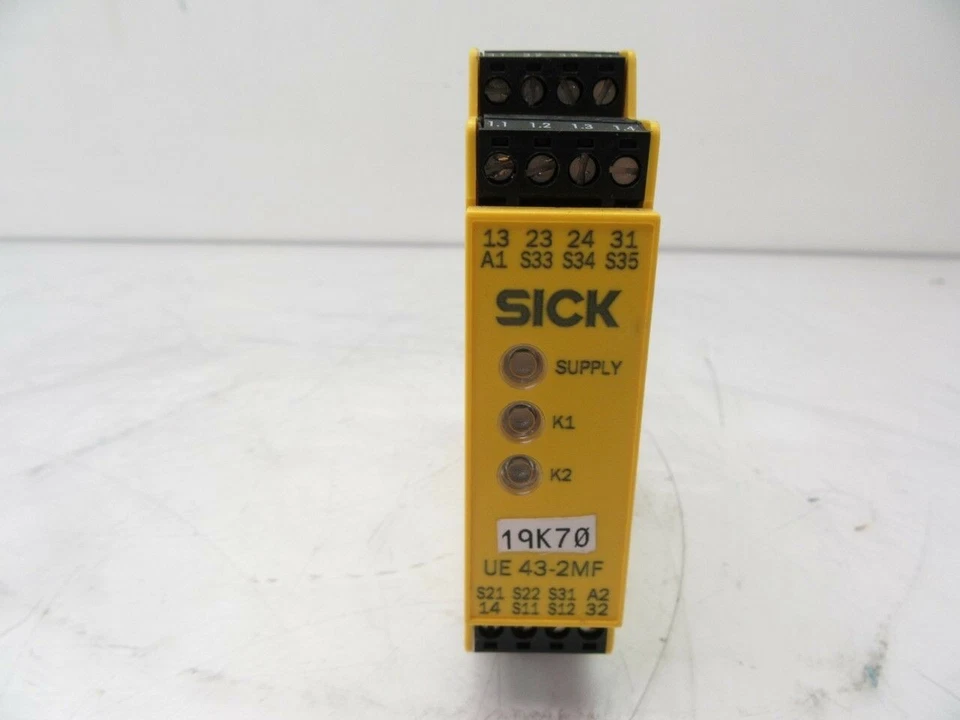 1.1 1.2 1.3 1.4
13 23 24 31
A1 S33 S34 S35
SICK
SUPPLY
K1
K2
19K70
UE 43-2MF
S21 S22 S31 A2
14 S11 S12 32